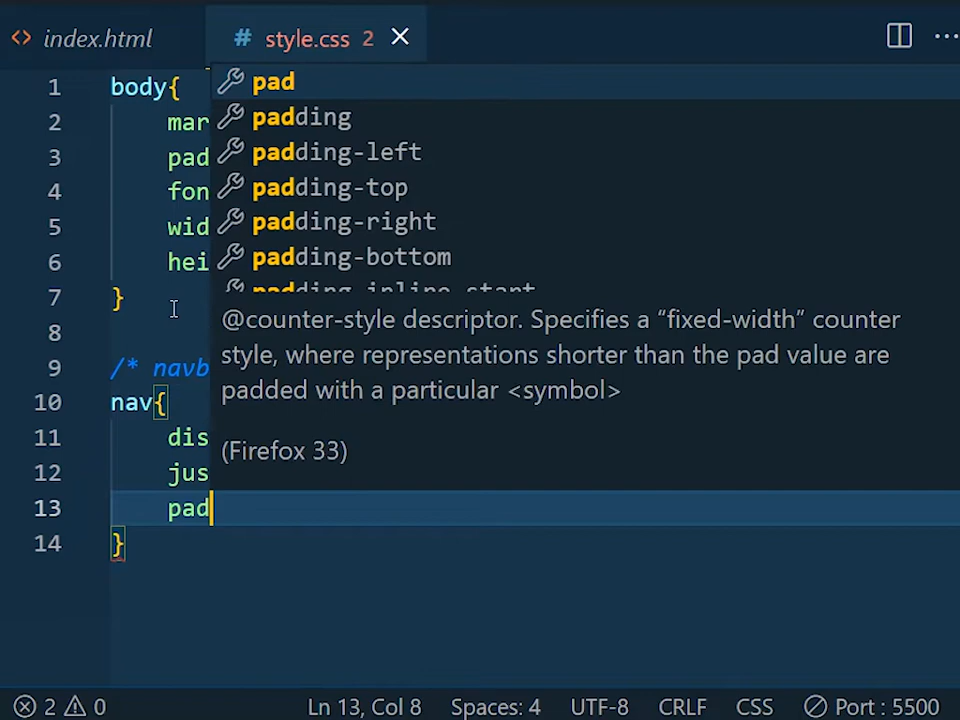 index.html
style.css 2
1 body{
2 mar
3 pad
4 fon
5 wid
6 hei
7 }
8
9 /* navb
10 nav{
11 dis
12 jus
13 pad
14 }
pad
padding
padding-left
padding-top
padding-right
padding-bottom
padding-inline-start
@counter-style descriptor. Specifies a “fixed-width” counter
style, where representations shorter than the pad value are
padded with a particular <symbol>
(Firefox 33)
2 0 Ln 13, Col 8 Spaces: 4 UTF-8 CRLF CSS Port : 5500